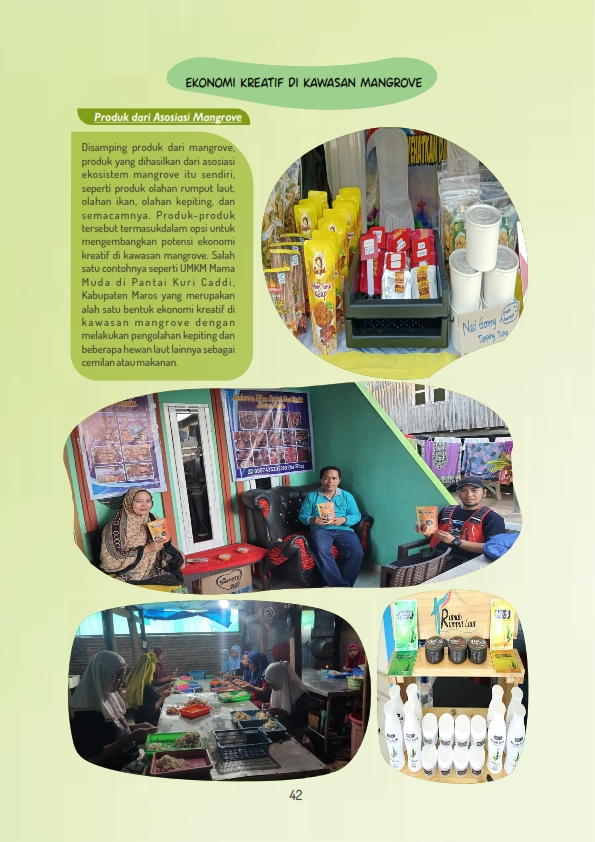 EKONOMI KREATIF DI KAWASAN MANGROVE
Produk dari Asosiasi Mangrove
Disamping produk dari mangrove,
produk yang dihasilkan dari asosiasi
ekosistem mangrove itu sendiri,
seperti produk olahan rumput laut,
olahan ikan, olahan kepiting, dan
semacamnya. Produk-produk
tersebut termasukdalam opsi untuk
mengembangkan potensi ekonomi
kreatif di kawasan mangrove. Salah
satu contohnya seperti UMKM Mama
Muda di Pantai Kuri Caddi,
Kabupaten Maros yang merupakan
alah satu bentuk ekonomi kreatif di
kawasan mangrove dengan
melakukan pengolahan kepiting dan
beberapa hewan laut lainnya sebagai
cemilan atau makanan.
Nasi Goreng
Rumah
Rumput Laut
42